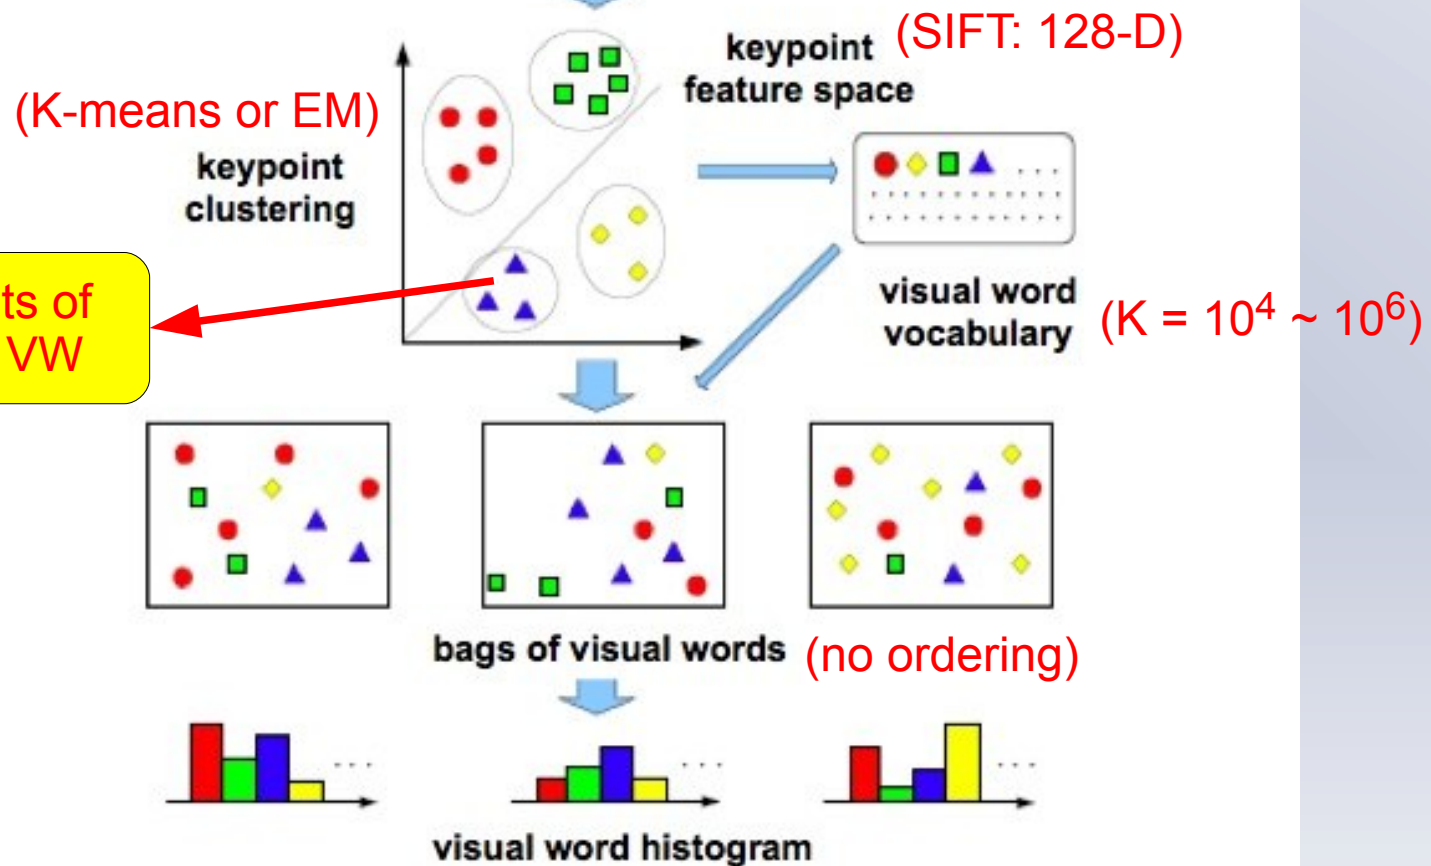 (SIFT: 128-D)
keypoint
feature space
(K-means or EM)
keypoint
clustering
ts of
VW
visual word
vocabulary
(K = 10⁴ ~ 10⁶)
bags of visual words
(no ordering)
visual word histogram